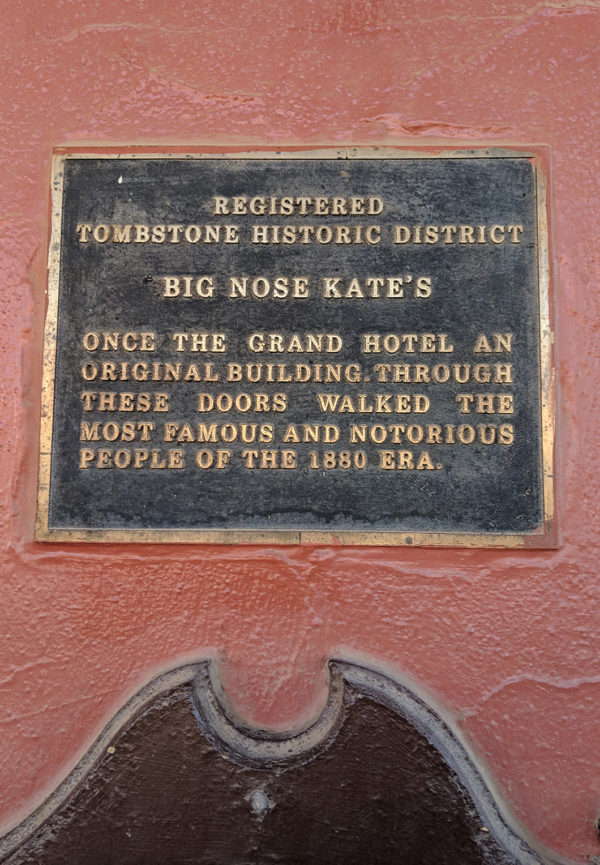 REGISTERED
TOMBSTONE HISTORIC DISTRICT
BIG NOSE KATE'S
ONCE THE GRAND HOTEL AN
ORIGINAL BUILDING. THROUGH
THESE DOORS WALKED THE
MOST FAMOUS AND NOTORIOUS
PEOPLE OF THE 1880 ERA.